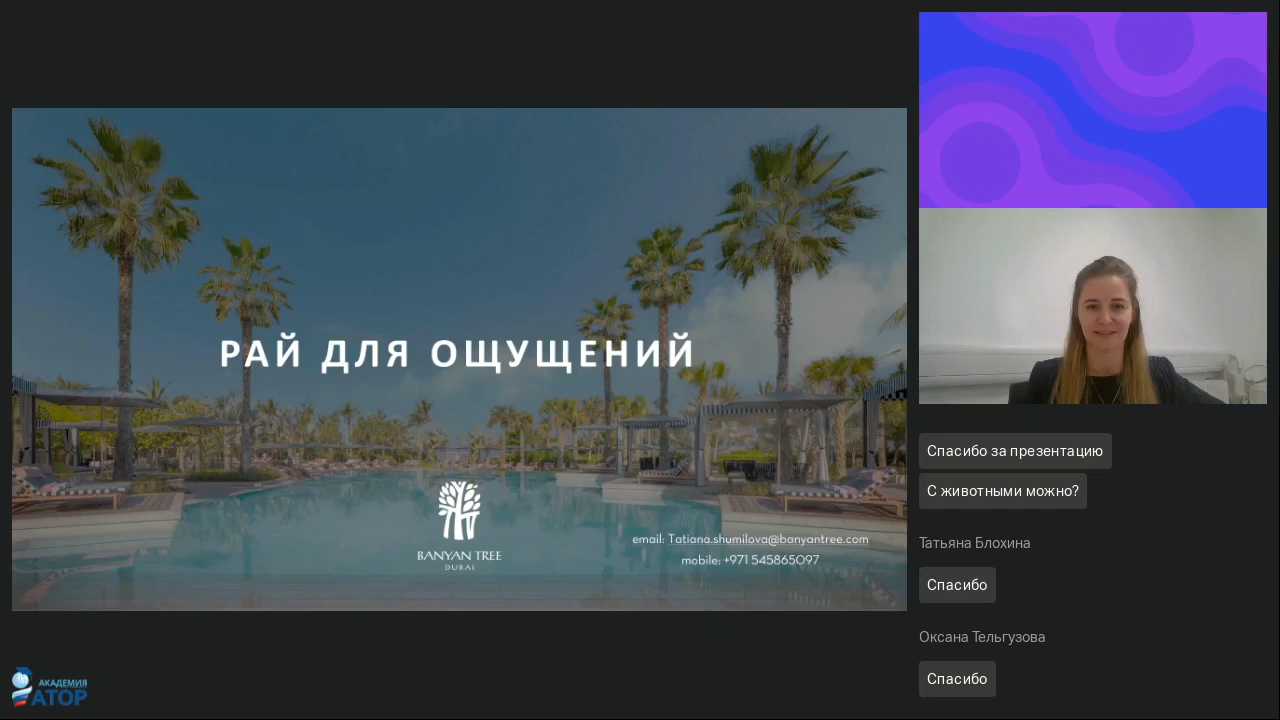 РАЙ ДЛЯ ОЩУЩЕНИЙ
BANYAN TREE
DUBAI
email: Tatiana.shumilova@banyantree.com
mobile: +971 545865097
АКАДЕМИЯ
АТОР
Спасибо за презентацию
С животными можно?
Татьяна Блохина
Спасибо
Оксана Тельгузова
Спасибо